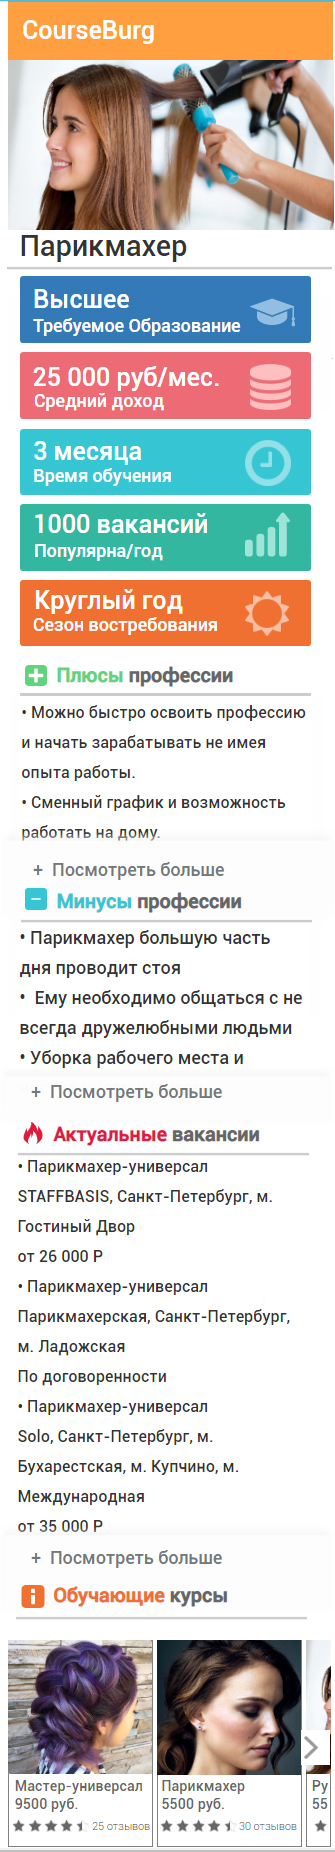 CourseBurg
Парикмахер
Высшее
Требуемое Образование
25 000 руб/мес.
Средний доход
3 месяца
Время обучения
1000 вакансий
Популярна/год
Круглый год
Сезон востребования
Плюсы профессии
• Можно быстро освоить профессию
и начать зарабатывать не имея
опыта работы.
• Сменный график и возможность
работать на дому.
+ Посмотреть больше
Минусы профессии
• Парикмахер большую часть
дня проводит стоя
• Ему необходимо общаться с не
всегда дружелюбными людьми
• Уборка рабочего места и
+ Посмотреть больше
Актуальные вакансии
• Парикмахер-универсал
STAFFBASIS, Санкт-Петербург, м.
Гостиный Двор
от 26 000 Р
• Парикмахер-универсал
Парикмахерская, Санкт-Петербург,
м. Ладожская
По договоренности
• Парикмахер-универсал
Solo, Санкт-Петербург, м.
Бухарестская, м. Купчино, м.
Международная
от 35 000 Р
+ Посмотреть больше
Обучающие курсы
Мастер-универсал
9500 руб.
25 отзывов
Парикмахер
5500 руб.
30 отзывов
Ру
55